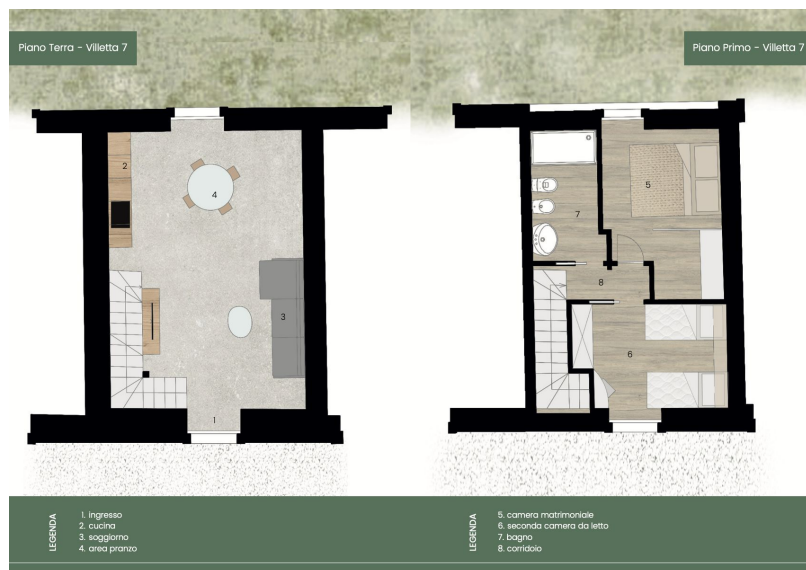 Piano Terra - Villetta 7
Piano Primo - Villetta 7
2
4
3
1
5
7
8
6
LEGENDA
1. ingresso
2. cucina
3. soggiorno
4. area pranzo
LEGENDA
5. camera matrimoniale
6. seconda camera da letto
7. bagno
8. corridoio